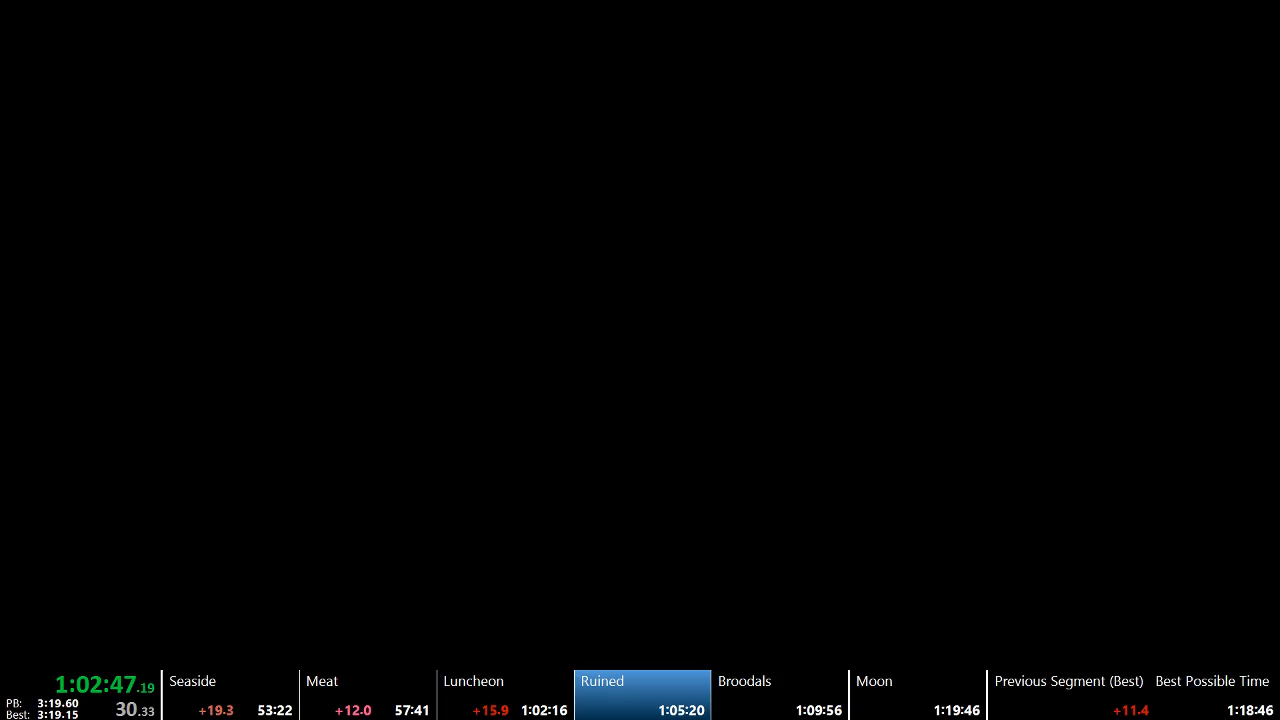 1:02:47.19
PB: 3:19.60
Best: 3:19.15
30.33
Seaside
+19.3 53:22
Meat
+12.0 57:41
Luncheon
+15.9 1:02:16
Ruined
1:05:20
Broodals
1:09:56
Moon
1:19:46
Previous Segment (Best)
+11.4
Best Possible Time
1:18:46